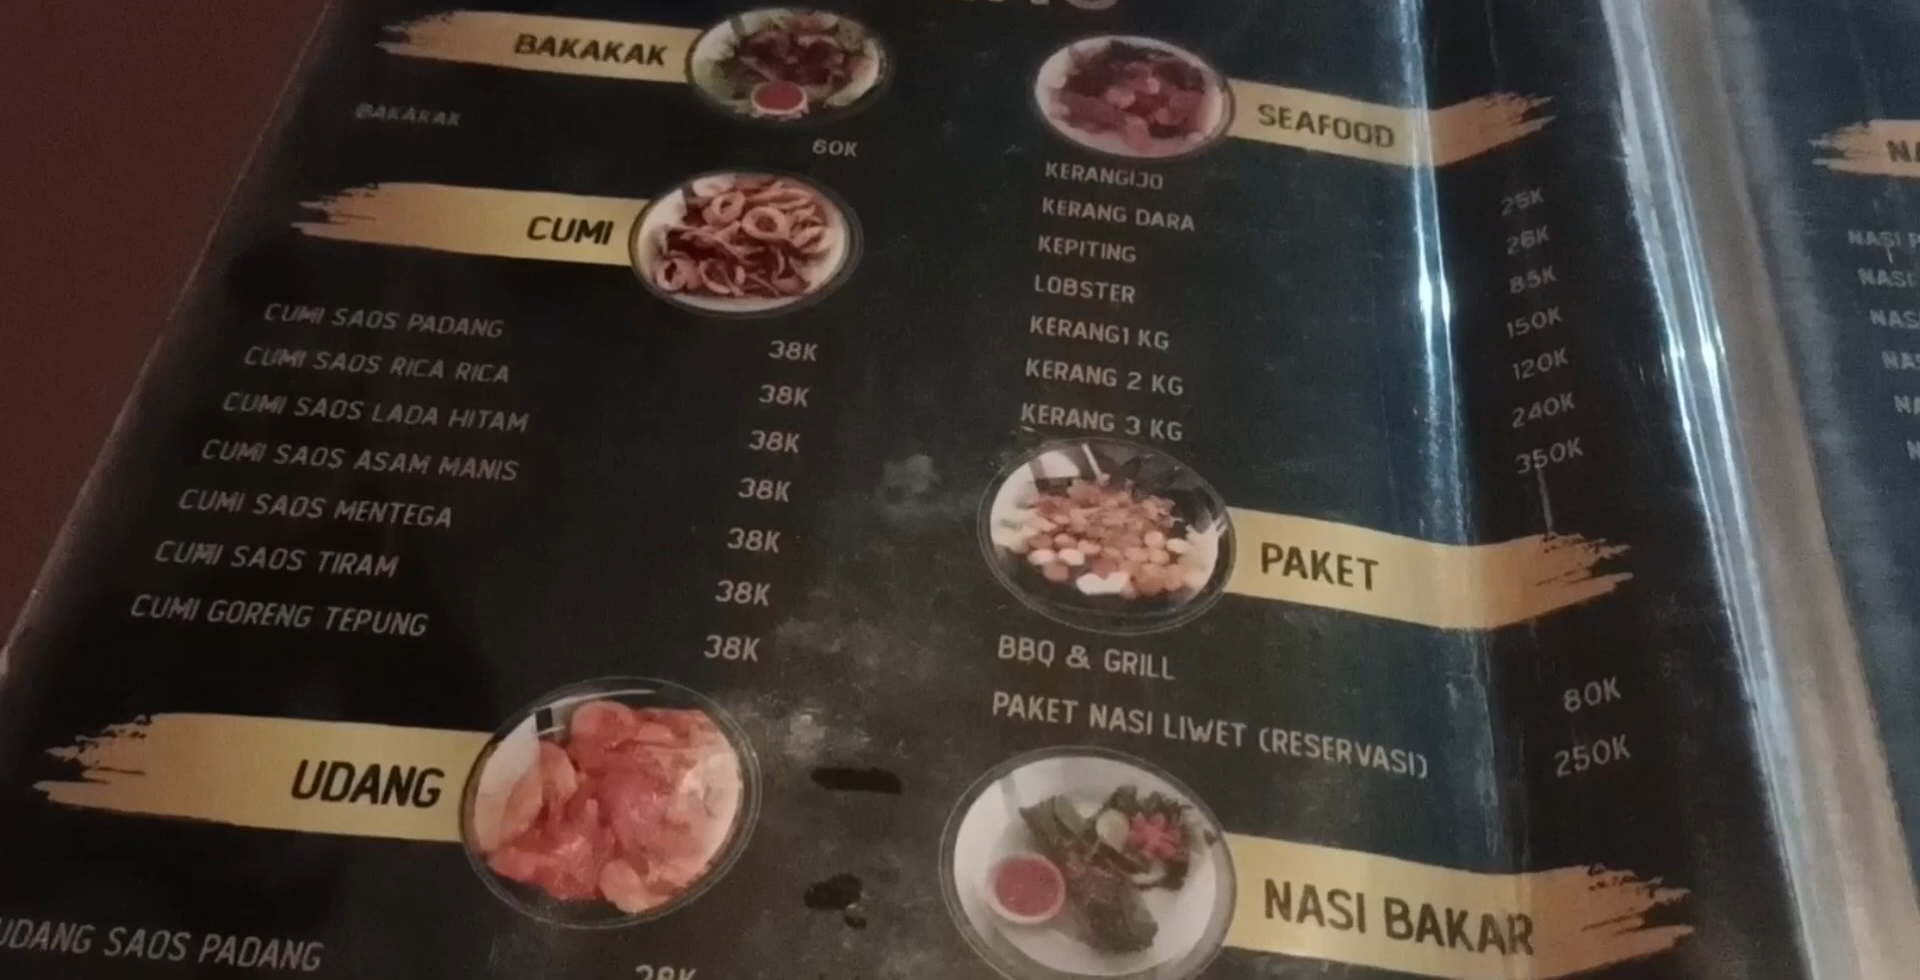 BAKAKAK
BAKAKAK 60K
CUMI
CUMI SAOS PADANG 38K
CUMI SAOS RICA RICA 38K
CUMI SAOS LADA HITAM 38K
CUMI SAOS ASAM MANIS 38K
CUMI SAOS MENTEGA 38K
CUMI SAOS TIRAM 38K
CUMI GORENG TEPUNG 38K
UDANG
UDANG SAOS PADANG
SEAFOOD
KERANGIJO 25K
KERANG DARA 26K
KEPITING 85K
LOBSTER 150K
KERANG1 KG 120K
KERANG 2 KG 240K
KERANG 3 KG 350K
PAKET
BBQ & GRILL 80K
PAKET NASI LIWET (RESERVASI) 250K
NASI BAKAR
NASI